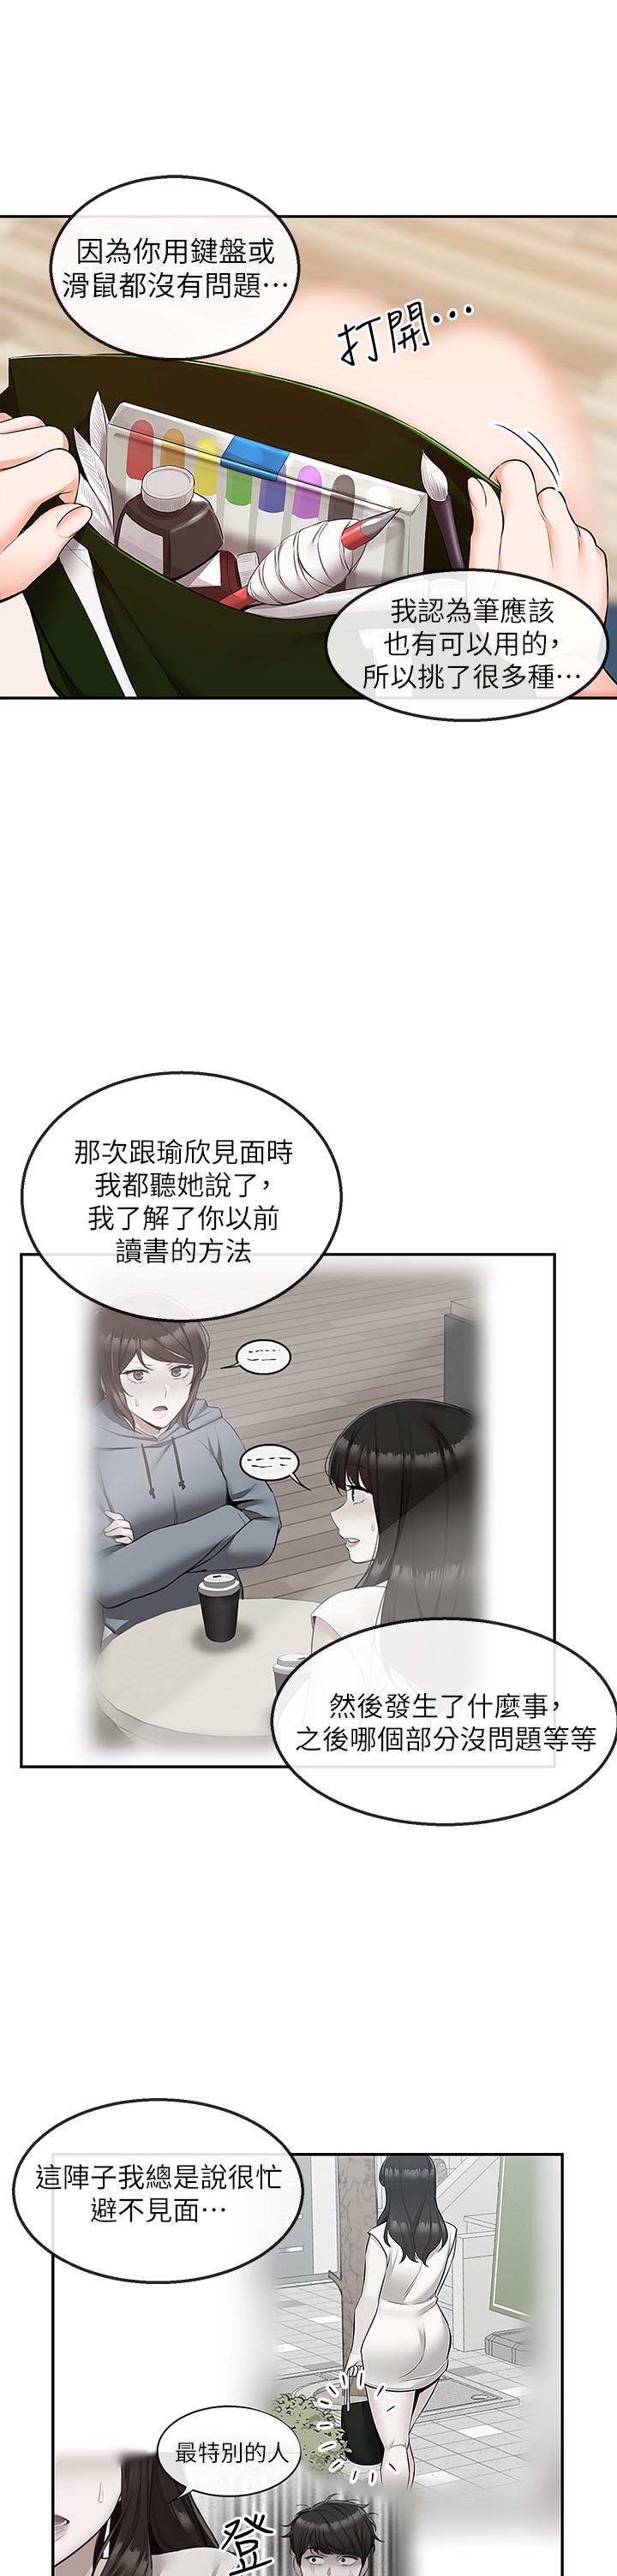 因為你用鍵盤或
滑鼠都沒有問題…
打開…
我認為筆應該
也有可以用的，
所以挑了很多種…
那次跟瑜欣見面時
我都聽她說了，
我了解了你以前
讀書的方法
然後發生了什麼事，
之後哪個部分沒問題等等
這陣子我總是說很忙
避不見面…
最特別的人
登